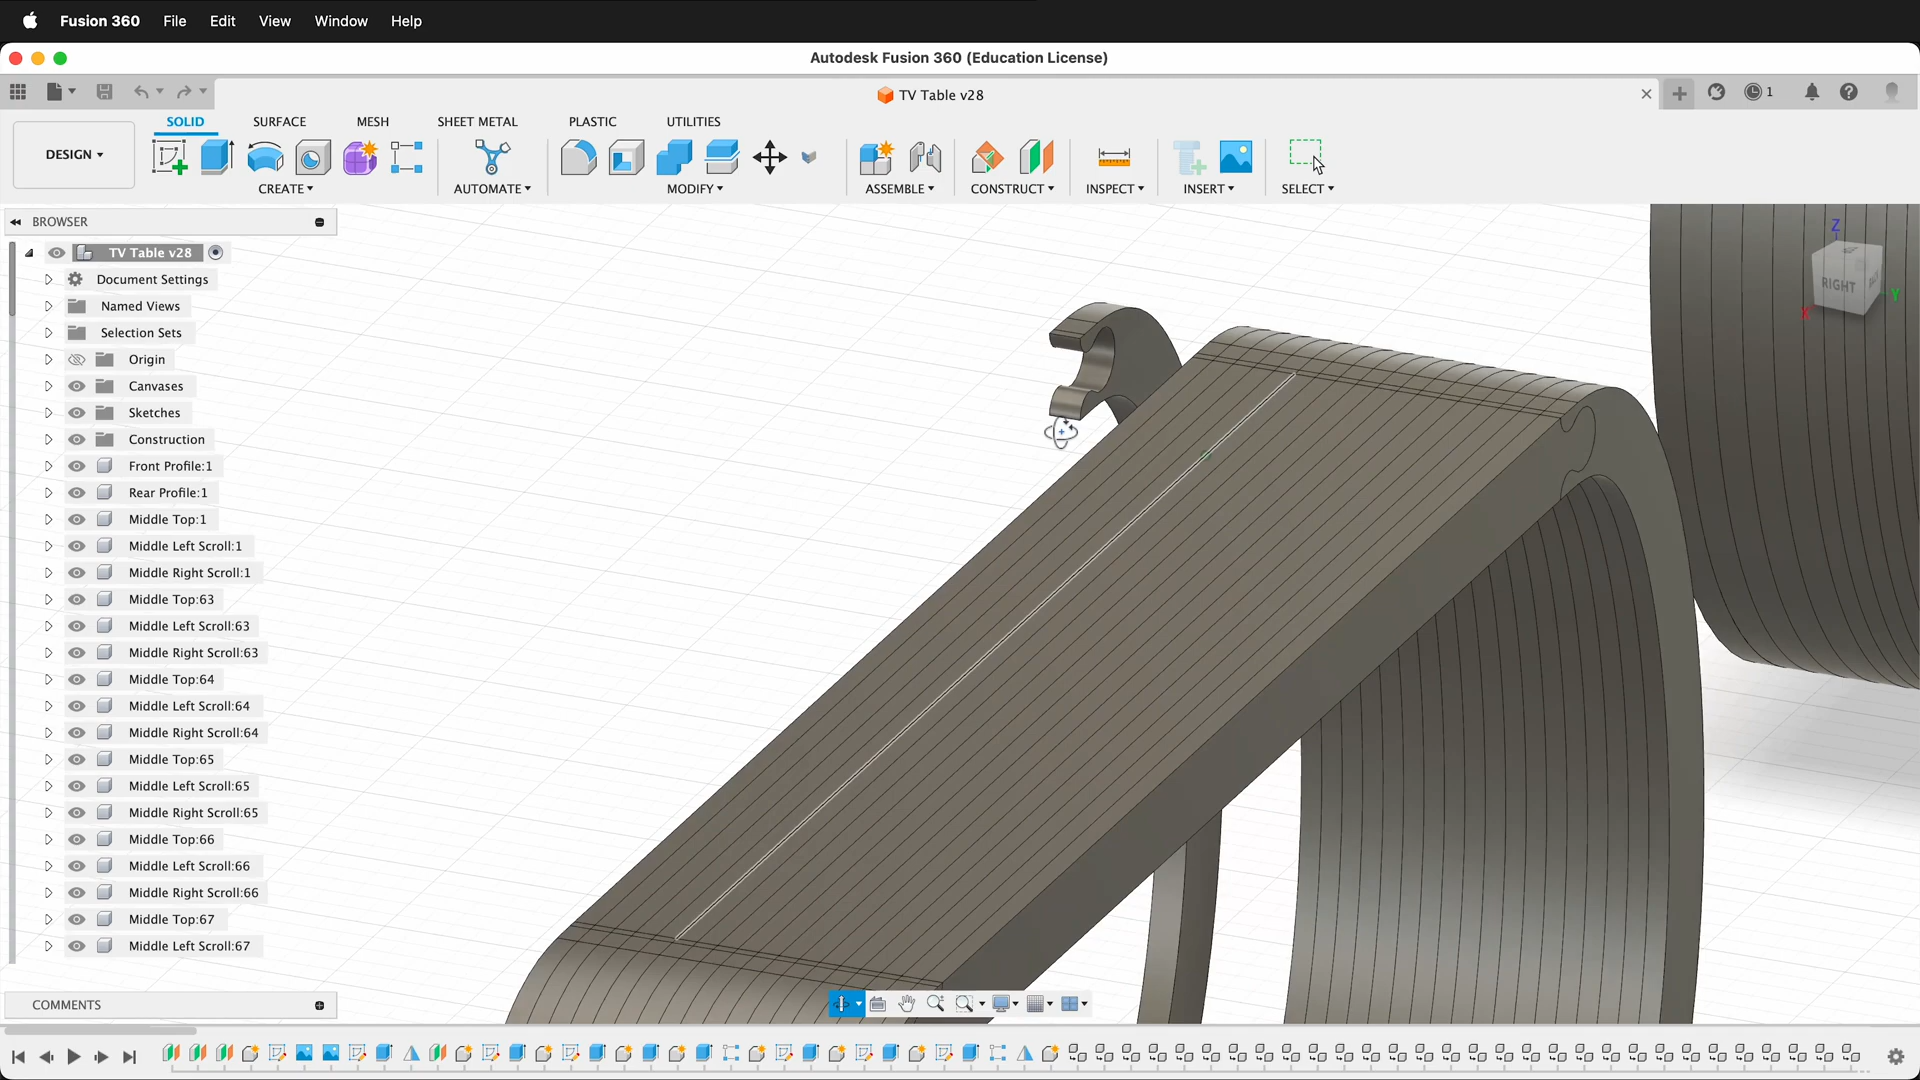 Fusion 360 File Edit View Window Help
Autodesk Fusion 360 (Education License)
TV Table v28
1
SOLID SURFACE MESH SHEET METAL PLASTIC UTILITIES
DESIGN
CREATE AUTOMATE MODIFY ASSEMBLE CONSTRUCT INSPECT INSERT SELECT
BROWSER
TV Table v28
Document Settings
Named Views
Selection Sets
Origin
Canvases
Sketches
Construction
Front Profile:1
Rear Profile:1
Middle Top:1
Middle Left Scroll:1
Middle Right Scroll:1
Middle Top:63
Middle Left Scroll:63
Middle Right Scroll:63
Middle Top:64
Middle Left Scroll:64
Middle Right Scroll:64
Middle Top:65
Middle Left Scroll:65
Middle Right Scroll:65
Middle Top:66
Middle Left Scroll:66
Middle Right Scroll:66
Middle Top:67
Middle Left Scroll:67
COMMENTS
Z
RIGHT
Y
X